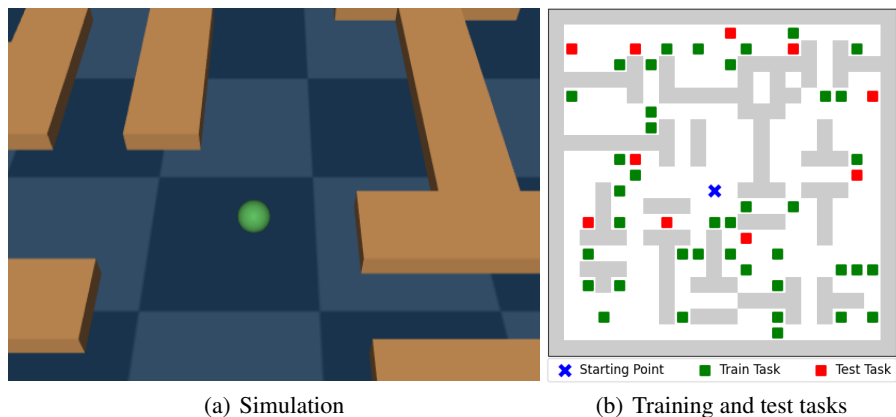 Starting Point Train Task Test Task
(a) Simulation (b) Training and test tasks